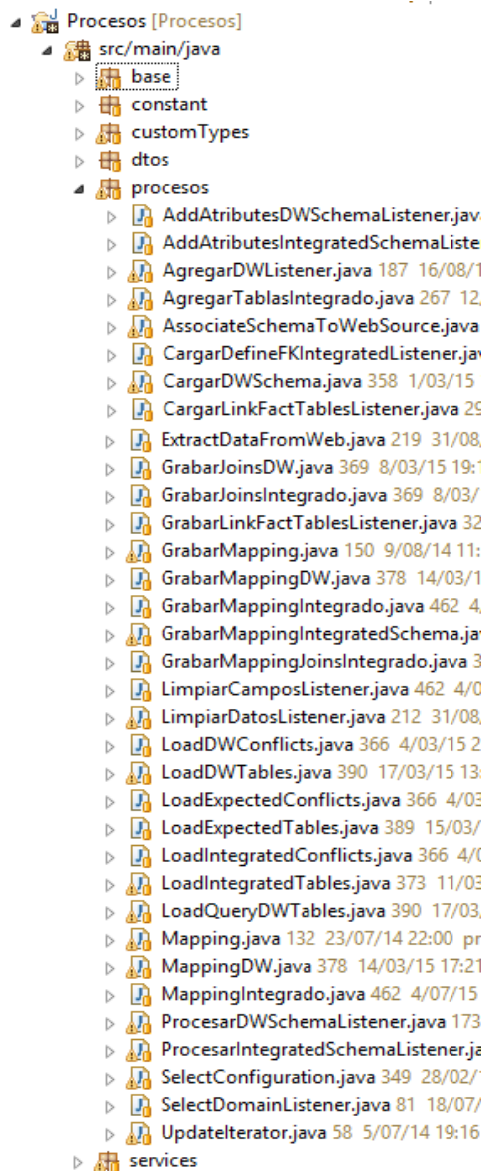 Procesos [Procesos]
src/main/java
base
constant
customTypes
dtos
procesos
AddAtributesDWSchemaListener.jav
AddAtributesIntegratedSchemaListe
AgregarDWListener.java 187 16/08/1
AgregarTablasIntegrado.java 267 12/
AssociateSchemaToWebSource.java
CargarDefineFKIntegratedListener.jav
CargarDWSchema.java 358 1/03/15
CargarLinkFactTablesListener.java 29
ExtractDataFromWeb.java 219 31/08/
GrabarJoinsDW.java 369 8/03/15 19:1
GrabarJoinsIntegrado.java 369 8/03/
GrabarLinkFactTablesListener.java 32
GrabarMapping.java 150 9/08/14 11:
GrabarMappingDW.java 378 14/03/1
GrabarMappingIntegrado.java 462 4/
GrabarMappingIntegratedSchema.jav
GrabarMappingJoinsIntegrado.java 3
LimpiarCamposListener.java 462 4/0
LimpiarDatosListener.java 212 31/08/
LoadDWConflicts.java 366 4/03/15 2
LoadDWTables.java 390 17/03/15 13:
LoadExpectedConflicts.java 366 4/03
LoadExpectedTables.java 389 15/03/
LoadIntegratedConflicts.java 366 4/0
LoadIntegratedTables.java 373 11/03
LoadQueryDWTables.java 390 17/03/
Mapping.java 132 23/07/14 22:00 pr
MappingDW.java 378 14/03/15 17:21
MappingIntegrado.java 462 4/07/15
ProcesarDWSchemaListener.java 173
ProcesarIntegratedSchemaListener.ja
SelectConfiguration.java 349 28/02/1
SelectDomainListener.java 81 18/07/
UpdateIterator.java 58 5/07/14 19:16
services